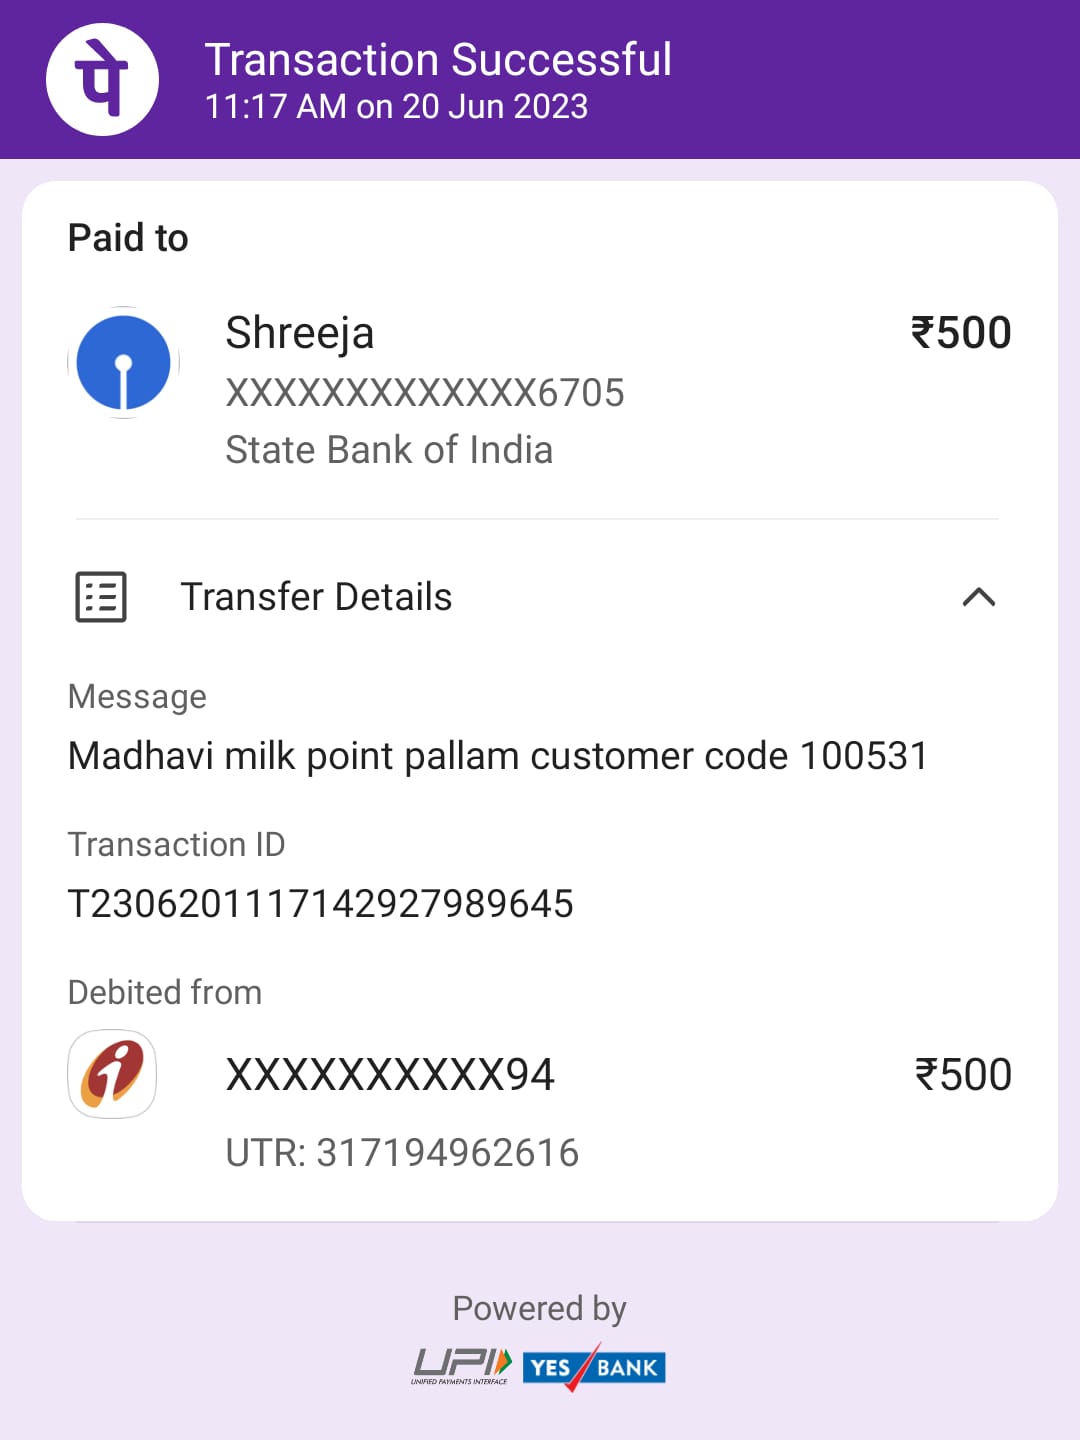 पे
Transaction Successful
11:17 AM on 20 Jun 2023
Paid to
Shreeja
₹500
XXXXXXXXXXXXX6705
State Bank of India
Transfer Details
Message
Madhavi milk point pallam customer code 100531
Transaction ID
T2306201117142927989645
Debited from
XXXXXXXXXX94
₹500
UTR: 317194962616
Powered by
UPI
UNIFIED PAYMENTS INTERFACE
YES BANK